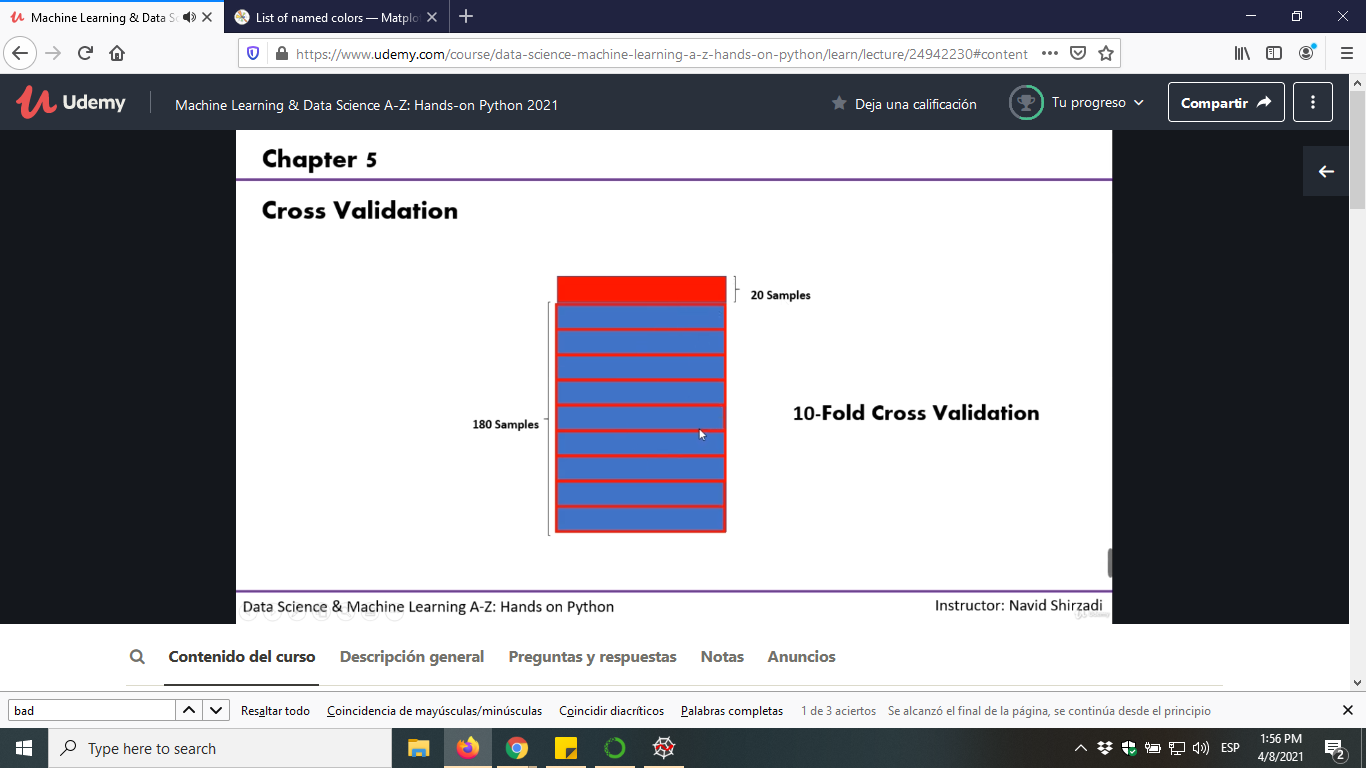 Machine Learning & Data Sc
List of named colors — Matplo
https://www.udemy.com/course/data-science-machine-learning-a-z-hands-on-python/learn/lecture/24942230#content
Udemy
Machine Learning & Data Science A-Z: Hands-on Python 2021
Deja una calificación
Tu progreso
Compartir
Chapter 5
Cross Validation
20 Samples
10-Fold Cross Validation
180 Samples
Data Science & Machine Learning A-Z: Hands on Python
Instructor: Navid Shirzadi
Contenido del curso
Descripción general
Preguntas y respuestas
Notas
Anuncios
bad
Resaltar todo
Coincidencia de mayúsculas/minúsculas
Coincidir diacríticos
Palabras completas
1 de 3 aciertos
Se alcanzó el final de la página, se continúa desde el principio
Type here to search
ESP
1:56 PM
4/8/2021
2